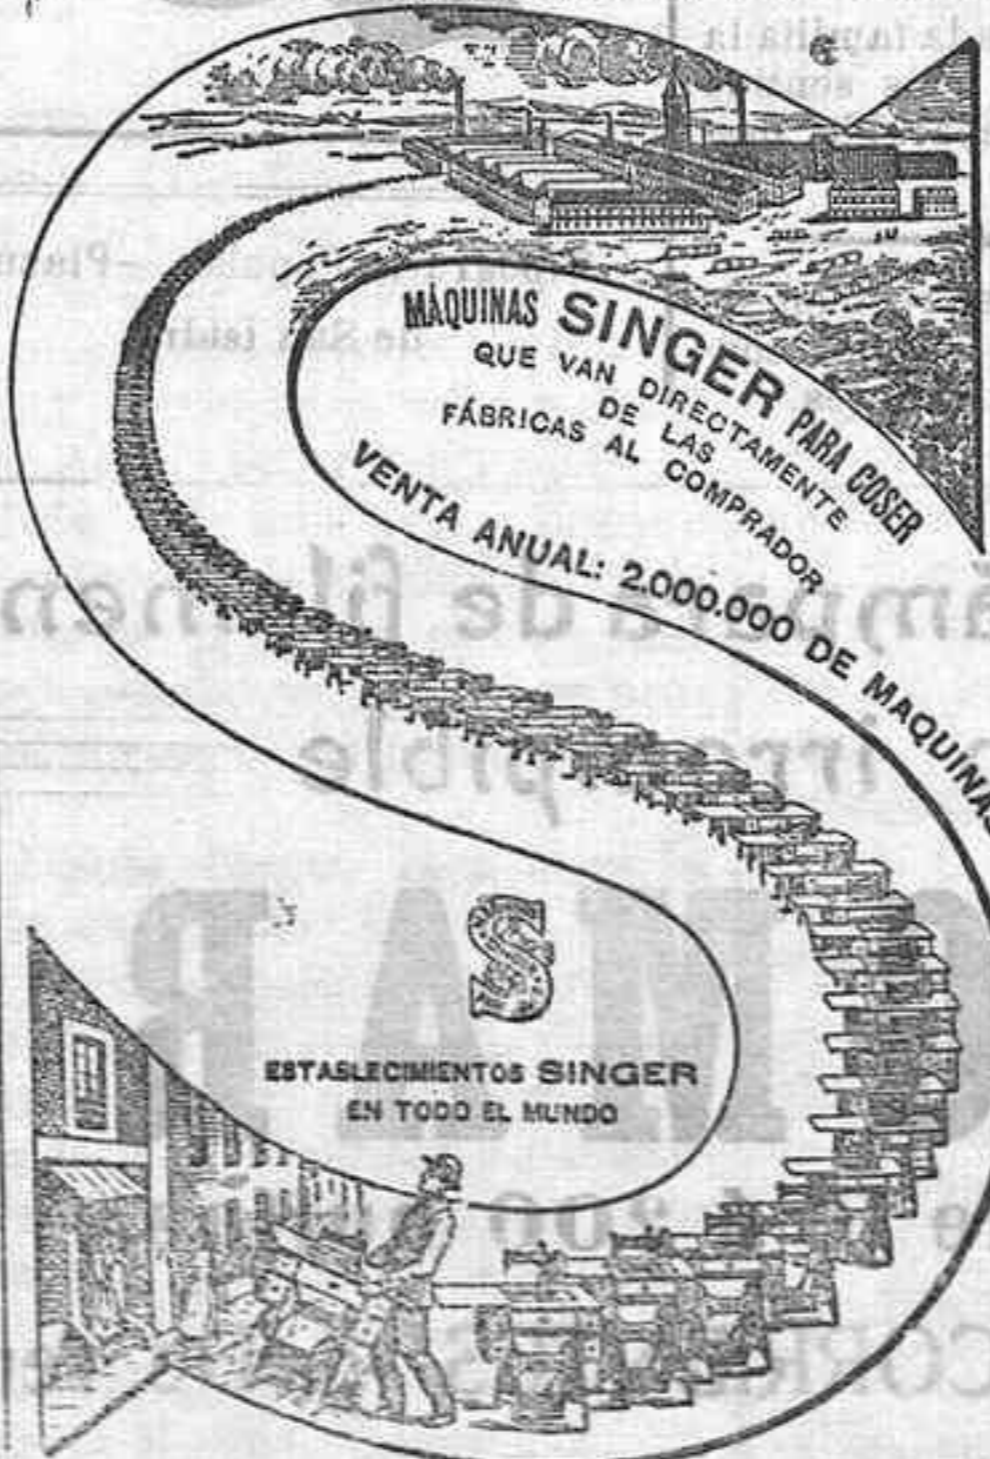 MÁQUINAS SINGER PARA COSER
QUE VAN DIRECTAMENTE
DE LAS
FÁBRICAS AL COMPRADOR
VENTA ANUAL: 2.000.000 DE MAQUINAS
S
ESTABLECIMIENTOS SINGER
EN TODO EL MUNDO